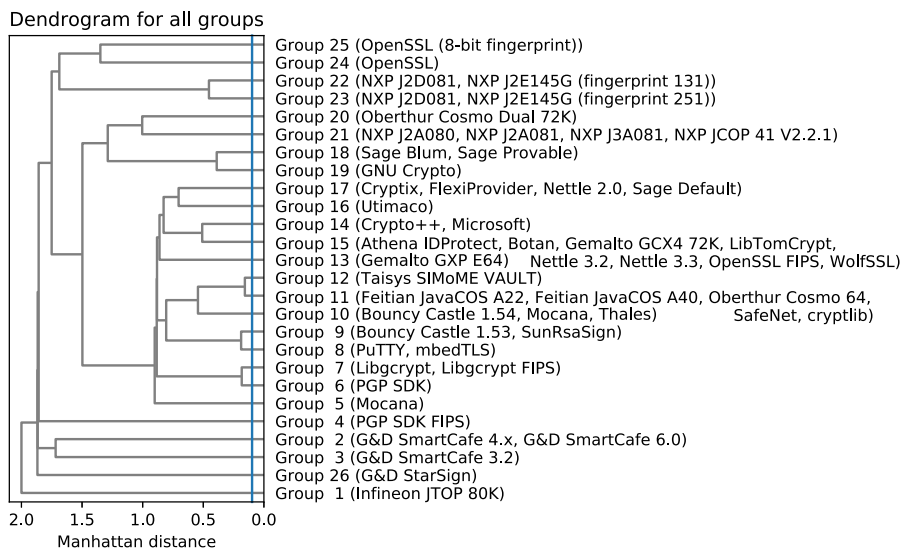 Dendrogram for all groups
Group 25 (OpenSSL (8-bit fingerprint))
Group 24 (OpenSSL)
Group 22 (NXP J2D081, NXP J2E145G (fingerprint 131))
Group 23 (NXP J2D081, NXP J2E145G (fingerprint 251))
Group 20 (Oberthur Cosmo Dual 72K)
Group 21 (NXP J2A080, NXP J2A081, NXP J3A081, NXP JCOP 41 V2.2.1)
Group 18 (Sage Blum, Sage Provable)
Group 19 (GNU Crypto)
Group 17 (Cryptix, FlexiProvider, Nettle 2.0, Sage Default)
Group 16 (Utimaco)
Group 14 (Crypto++, Microsoft)
Group 15 (Athena IDProtect, Botan, Gemalto GCX4 72K, LibTomCrypt,
Group 13 (Gemalto GXP E64) Nettle 3.2, Nettle 3.3, OpenSSL FIPS, WolfSSL)
Group 12 (Taisys SIMoME VAULT)
Group 11 (Feitian JavaCOS A22, Feitian JavaCOS A40, Oberthur Cosmo 64,
Group 10 (Bouncy Castle 1.54, Mocana, Thales) SafeNet, cryptlib)
Group 9 (Bouncy Castle 1.53, SunRsaSign)
Group 8 (PuTTY, mbedTLS)
Group 7 (Libgcrypt, Libgcrypt FIPS)
Group 6 (PGP SDK)
Group 5 (Mocana)
Group 4 (PGP SDK FIPS)
Group 2 (G&D SmartCafe 4.x, G&D SmartCafe 6.0)
Group 3 (G&D SmartCafe 3.2)
Group 26 (G&D StarSign)
Group 1 (Infineon JTOP 80K)
2.0 1.5 1.0 0.5 0.0
Manhattan distance